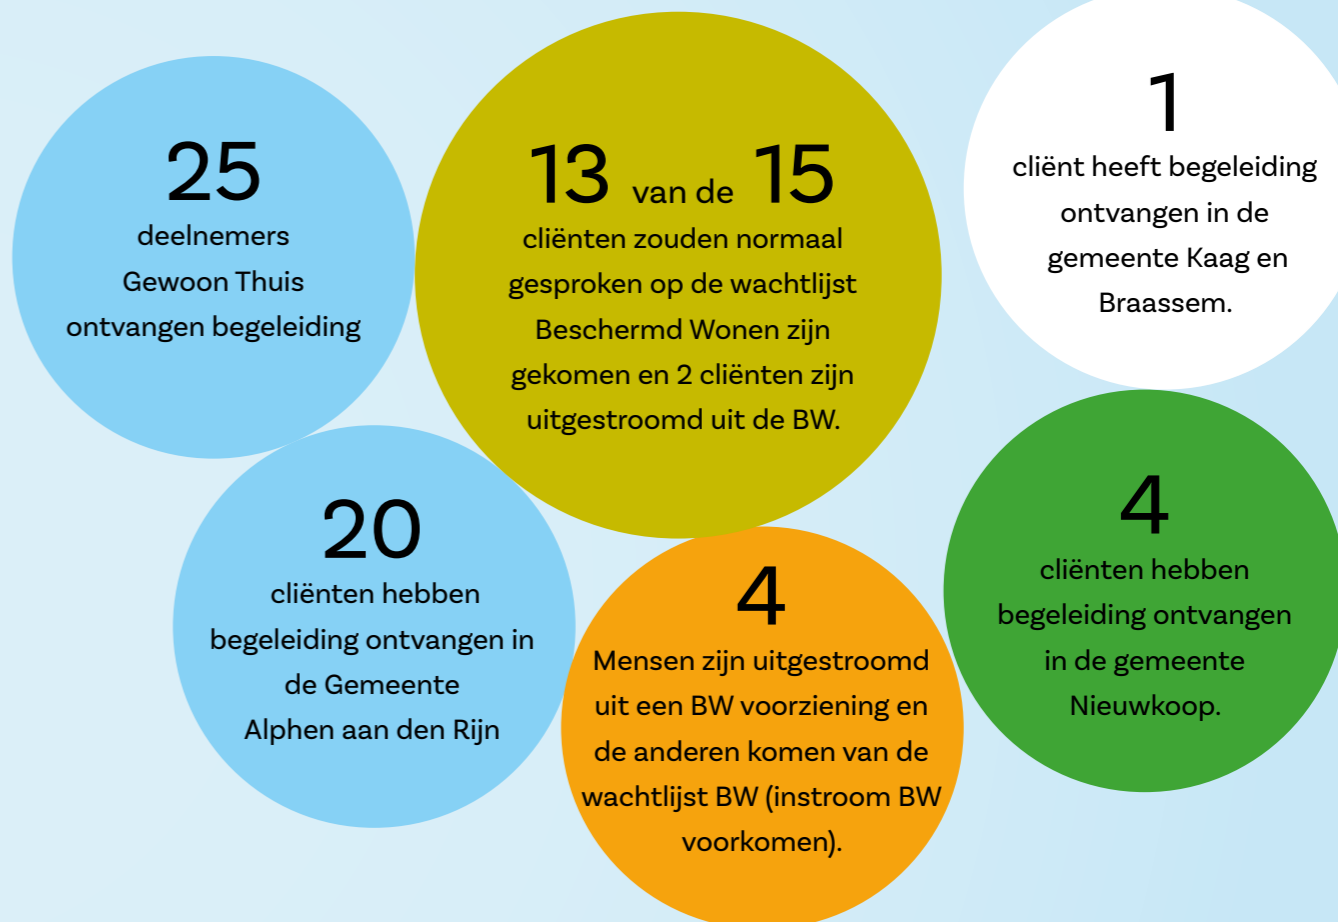 25
deelnemers
Gewoon Thuis
ontvangen begeleiding
13 van de 15
cliënten zouden normaal
gesproken op de wachtlijst
Beschermd Wonen zijn
gekomen en 2 cliënten zijn
uitgestroomd uit de BW.
1
cliënt heeft begeleiding
ontvangen in de
gemeente Kaag en
Braassem.
20
cliënten hebben
begeleiding ontvangen in
de Gemeente
Alphen aan den Rijn
4
Mensen zijn uitgestroomd
uit een BW voorziening en
de anderen komen van de
wachtlijst BW (instroom BW
voorkomen).
4
cliënten hebben
begeleiding ontvangen
in de gemeente
Nieuwkoop.